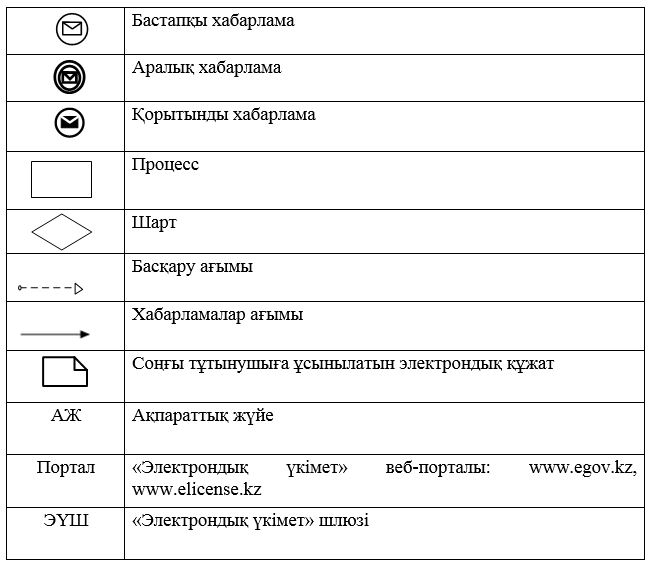 Бастапқы хабарлама
Аралық хабарлама
Қорытынды хабарлама
Процесс
Шарт
Басқару ағымы
Хабарламалар ағымы
Соңғы тұтынушыға ұсынылатын электрондық құжат
АЖ Ақпараттық жүйе
Портал «Электрондық үкімет» веб-порталы: www.egov.kz,
www.elicense.kz
ЭҮШ «Электрондық үкімет» шлюзі